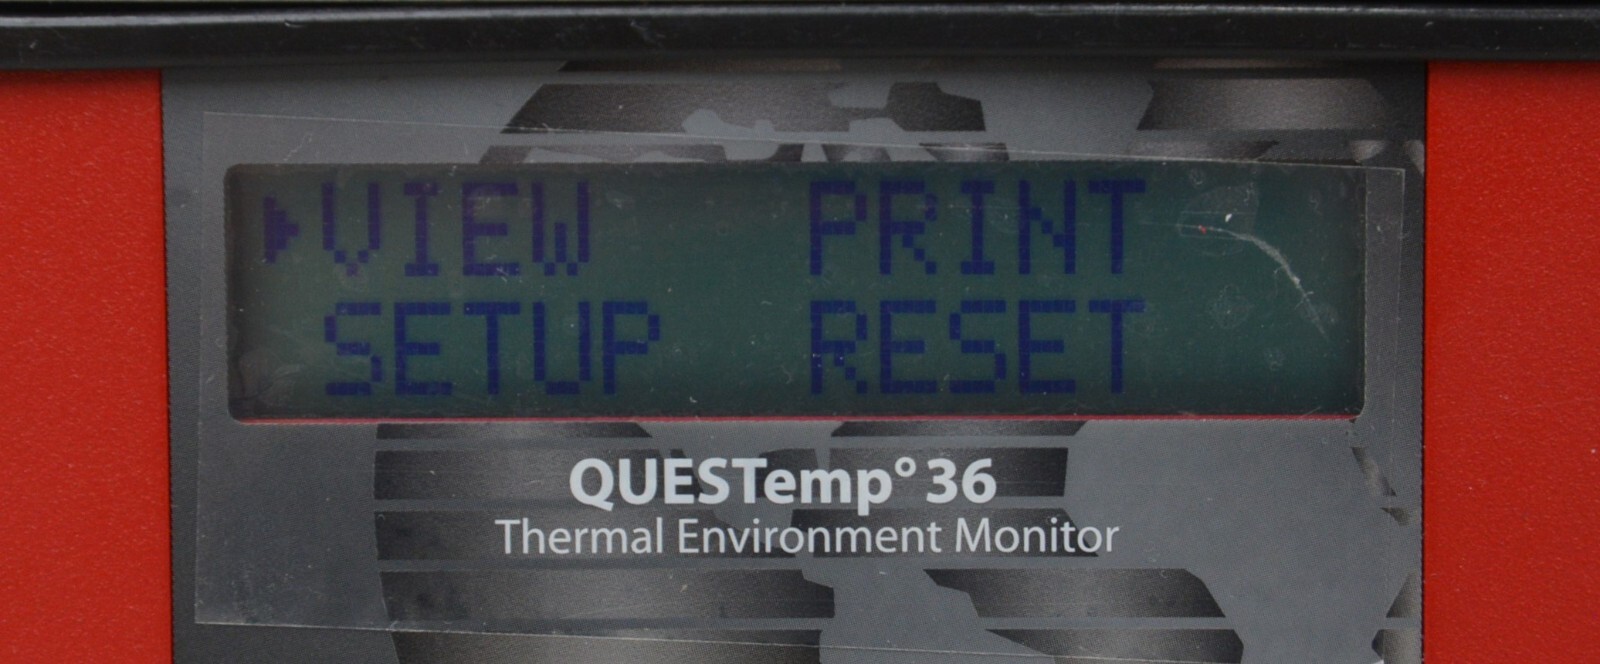 ▶VIEW PRINT
SETUP RESET
QUESTemp°36
Thermal Environment Monitor